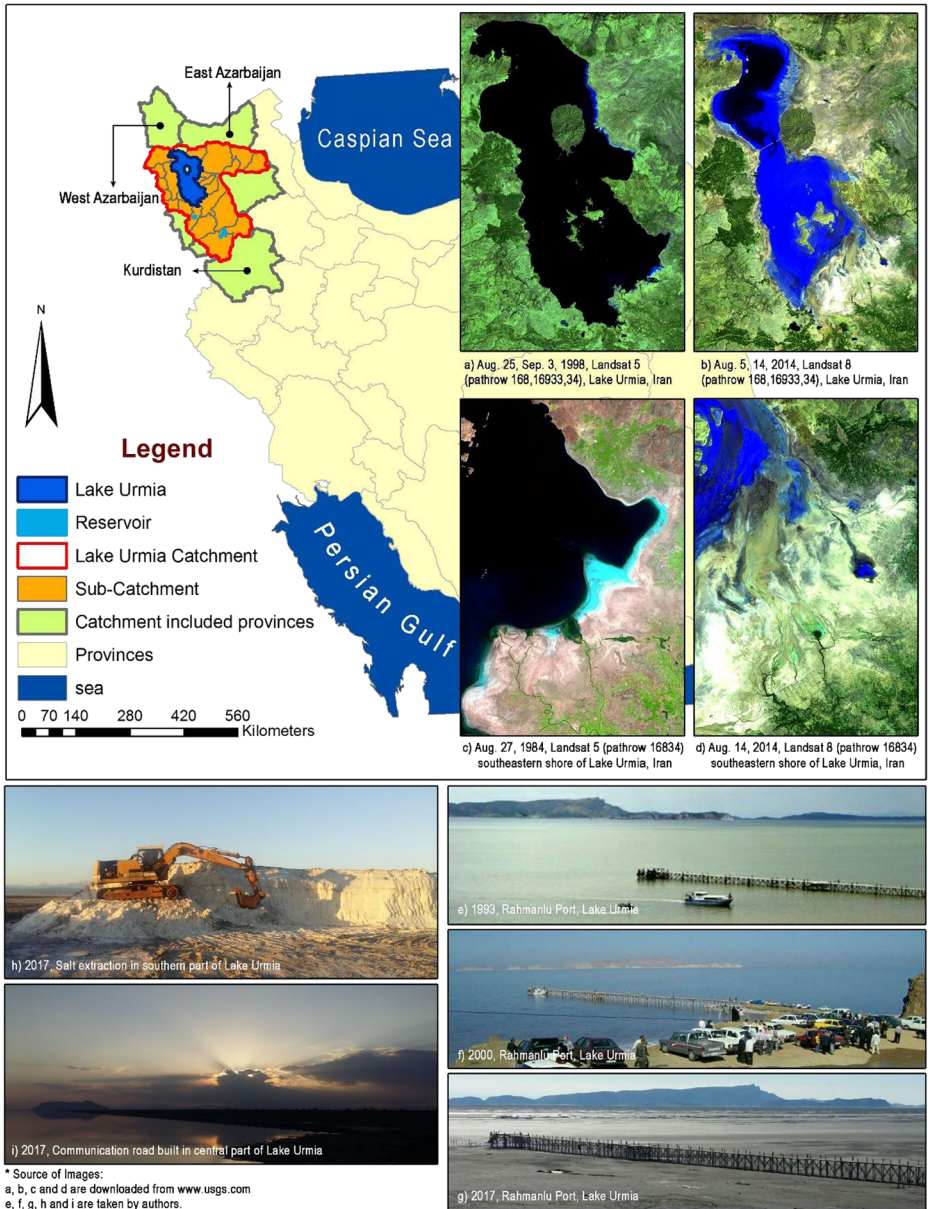 East Azarbaijan
Caspian Sea
West Azarbaijan
Kurdistan
N
Persian Gulf
Legend
Lake Urmia
Reservoir
Lake Urmia Catchment
Sub-Catchment
Catchment included provinces
Provinces
sea
0 70 140 280 420 560
Kilometers
a) Aug. 25, Sep. 3, 1998, Landsat 5
(pathrow 168,16933,34), Lake Urmia, Iran
b) Aug. 5, 14, 2014, Landsat 8
(pathrow 168,16933,34), Lake Urmia, Iran
c) Aug. 27, 1984, Landsat 5 (pathrow 16834)
southeastern shore of Lake Urmia, Iran
d) Aug. 14, 2014, Landsat 8 (pathrow 16834)
southeastern shore of Lake Urmia, Iran
h) 2017, Salt extraction in southern part of Lake Urmia
i) 2017, Communication road built in central part of Lake Urmia
e) 1993, Rahmanlu Port, Lake Urmia
f) 2000, Rahmanlu Port, Lake Urmia
g) 2017, Rahmanlu Port, Lake Urmia
* Source of Images:
a, b, c and d are downloaded from www.usgs.com
e, f, g, h and i are taken by authors.